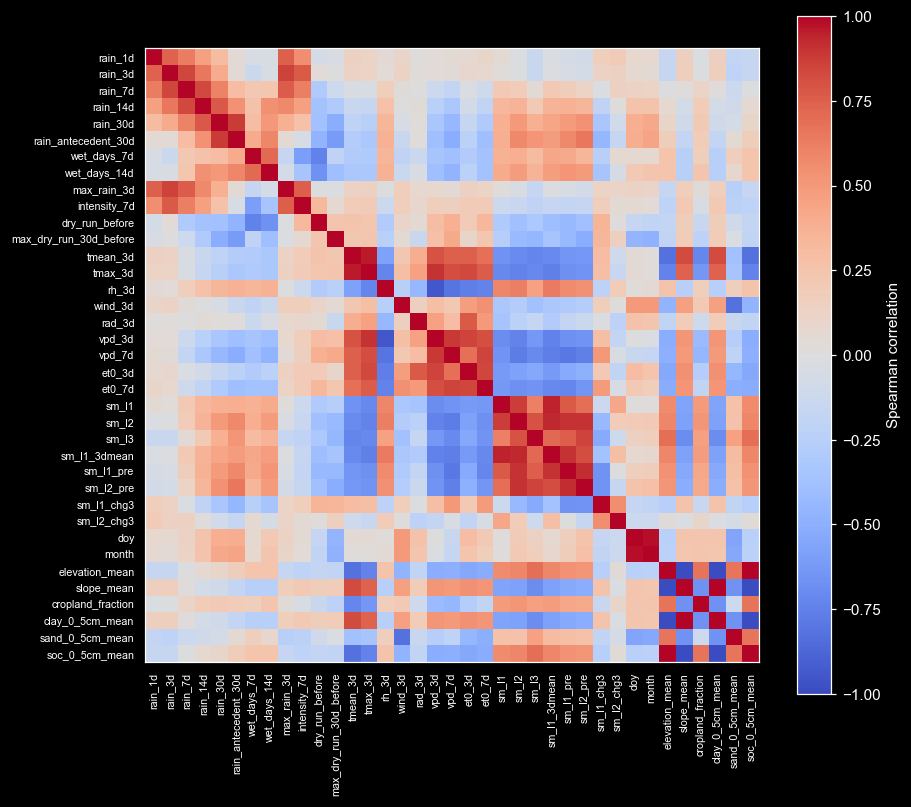 rain_1d
rain_3d
rain_7d
rain_14d
rain_30d
rain_antecedent_30d
wet_days_7d
wet_days_14d
max_rain_3d
intensity_7d
dry_run_before
max_dry_run_30d_before
tmean_3d
tmax_3d
rh_3d
wind_3d
rad_3d
vpd_3d
vpd_7d
et0_3d
et0_7d
sm_l1
sm_l2
sm_l3
sm_l1_3dmean
sm_l1_pre
sm_l2_pre
sm_l1_chg3
sm_l2_chg3
doy
month
elevation_mean
slope_mean
cropland_fraction
clay_0_5cm_mean
sand_0_5cm_mean
soc_0_5cm_mean
rain_1d
rain_3d
rain_7d
rain_14d
rain_30d
rain_antecedent_30d
wet_days_7d
wet_days_14d
max_rain_3d
intensity_7d
dry_run_before
max_dry_run_30d_before
tmean_3d
tmax_3d
rh_3d
wind_3d
rad_3d
vpd_3d
vpd_7d
et0_3d
et0_7d
sm_l1
sm_l2
sm_l3
sm_l1_3dmean
sm_l1_pre
sm_l2_pre
sm_l1_chg3
sm_l2_chg3
doy
month
elevation_mean
slope_mean
cropland_fraction
clay_0_5cm_mean
sand_0_5cm_mean
soc_0_5cm_mean
1.00
0.75
0.50
0.25
0.00
−0.25
−0.50
−0.75
−1.00
Spearman correlation